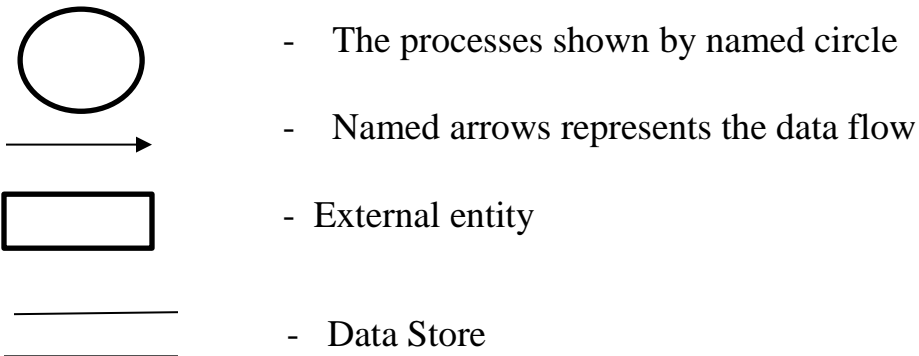 - The processes shown by named circle
- Named arrows represents the data flow
- External entity
- Data Store